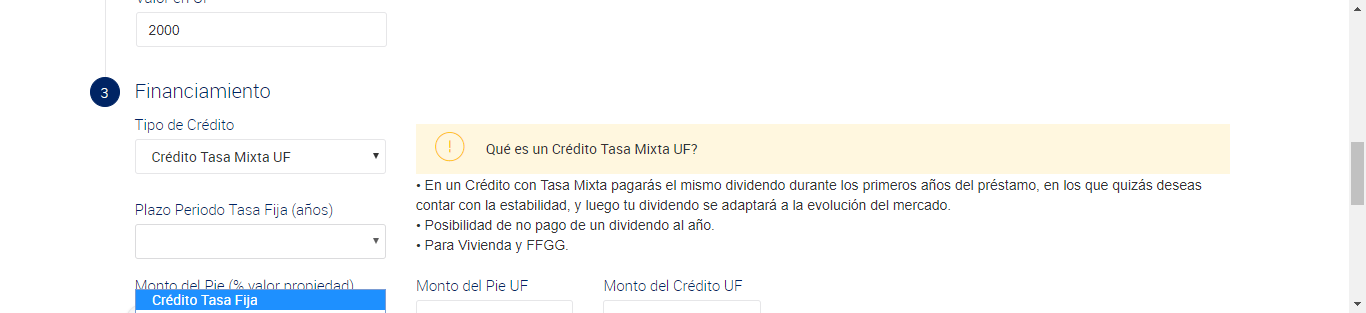 Valor en UF
2000
3
Financiamiento
Tipo de Crédito
Crédito Tasa Mixta UF
! Qué es un Crédito Tasa Mixta UF?
• En un Crédito con Tasa Mixta pagarás el mismo dividendo durante los primeros años del préstamo, en los que quizás deseas
contar con la estabilidad, y luego tu dividendo se adaptará a la evolución del mercado.
• Posibilidad de no pago de un dividendo al año.
• Para Vivienda y FFGG.
Plazo Periodo Tasa Fija (años)
Monto del Pie (% valor propiedad)
Crédito Tasa Fija
Monto del Pie UF
Monto del Crédito UF